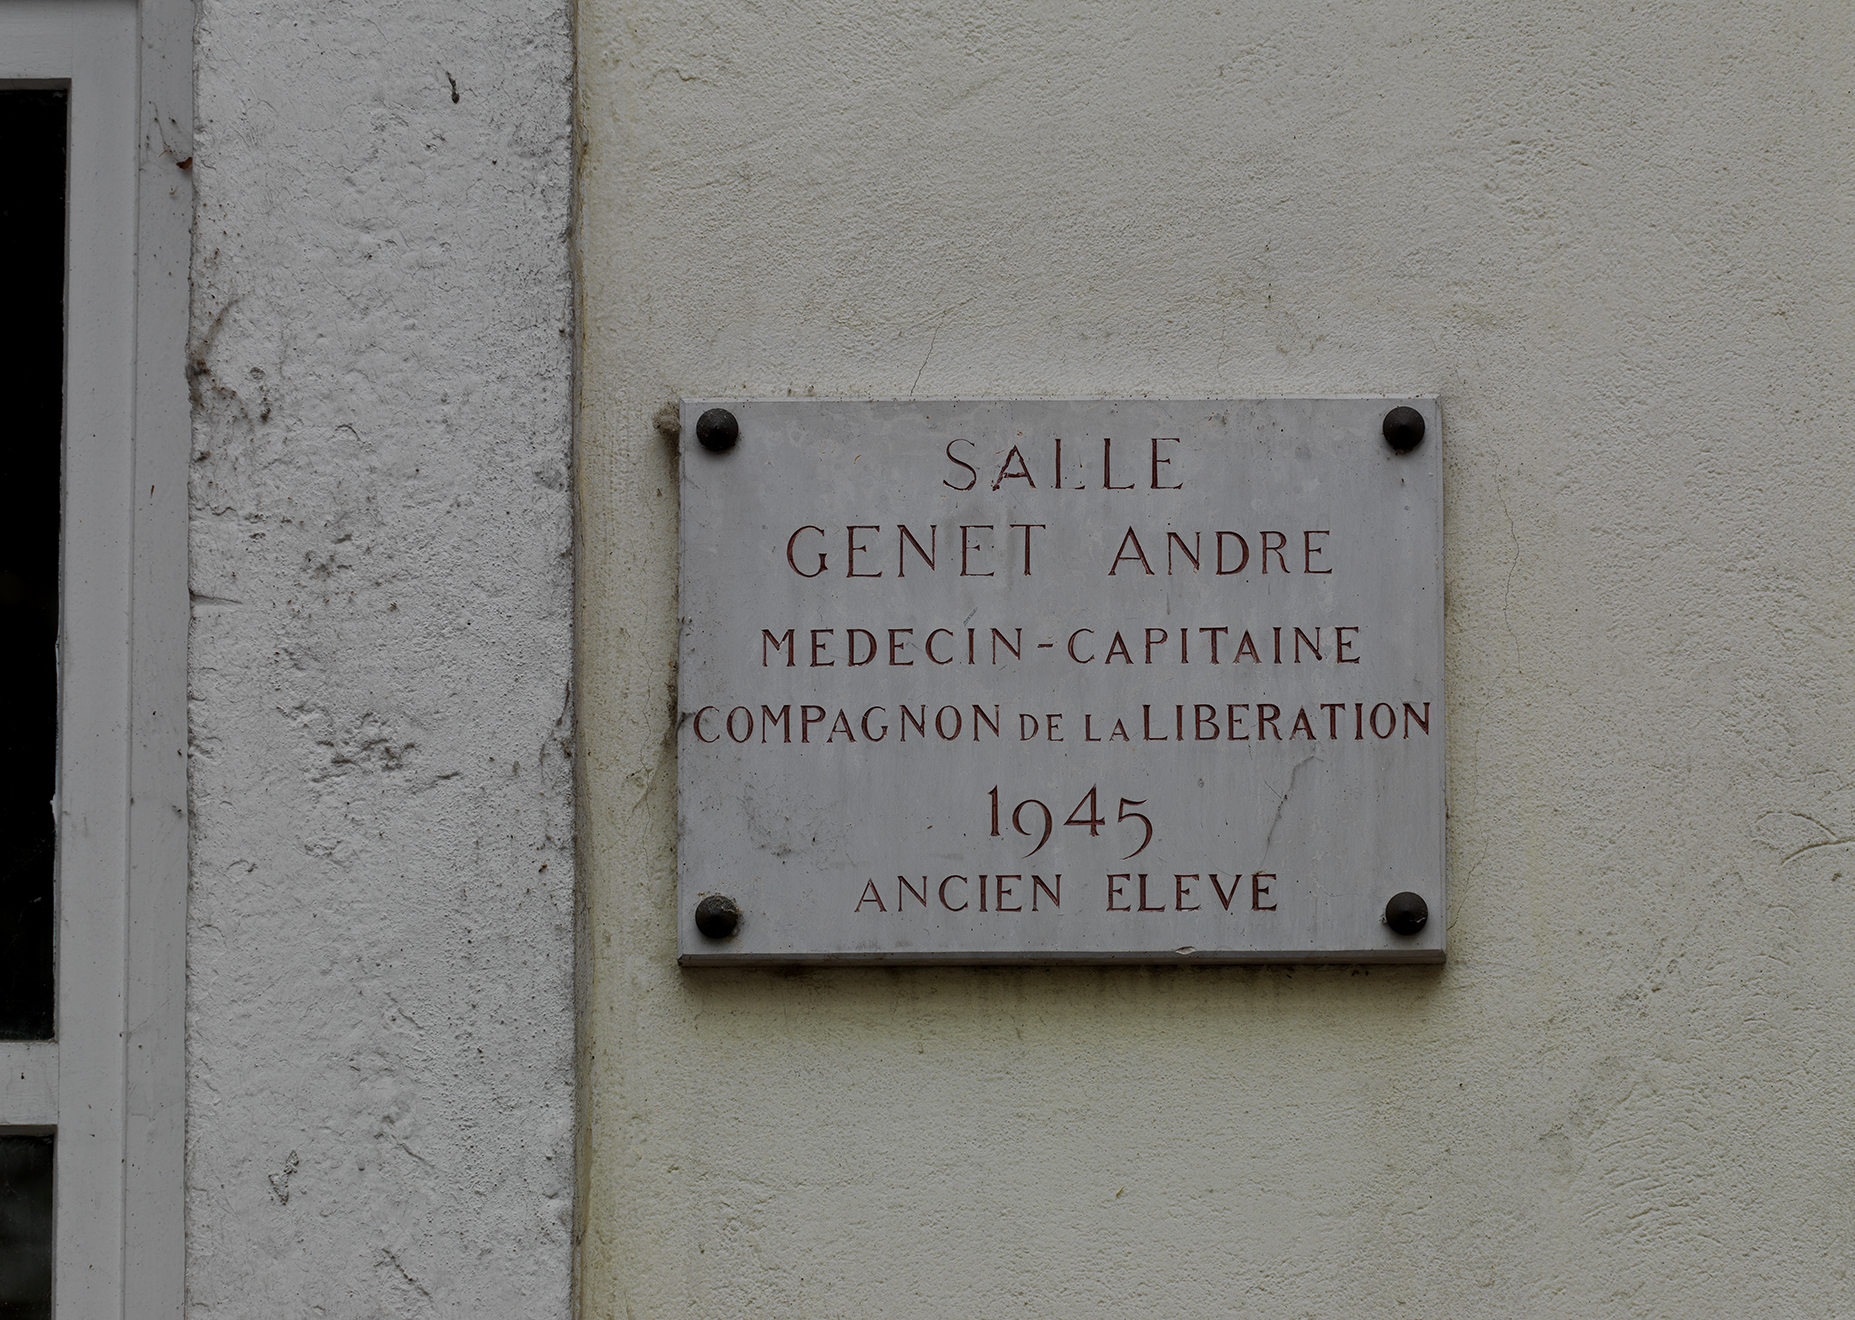 SALLE
GENET ANDRE
MEDECIN-CAPITAINE
COMPAGNON DE LA LIBERATION
1945
ANCIEN ELEVE